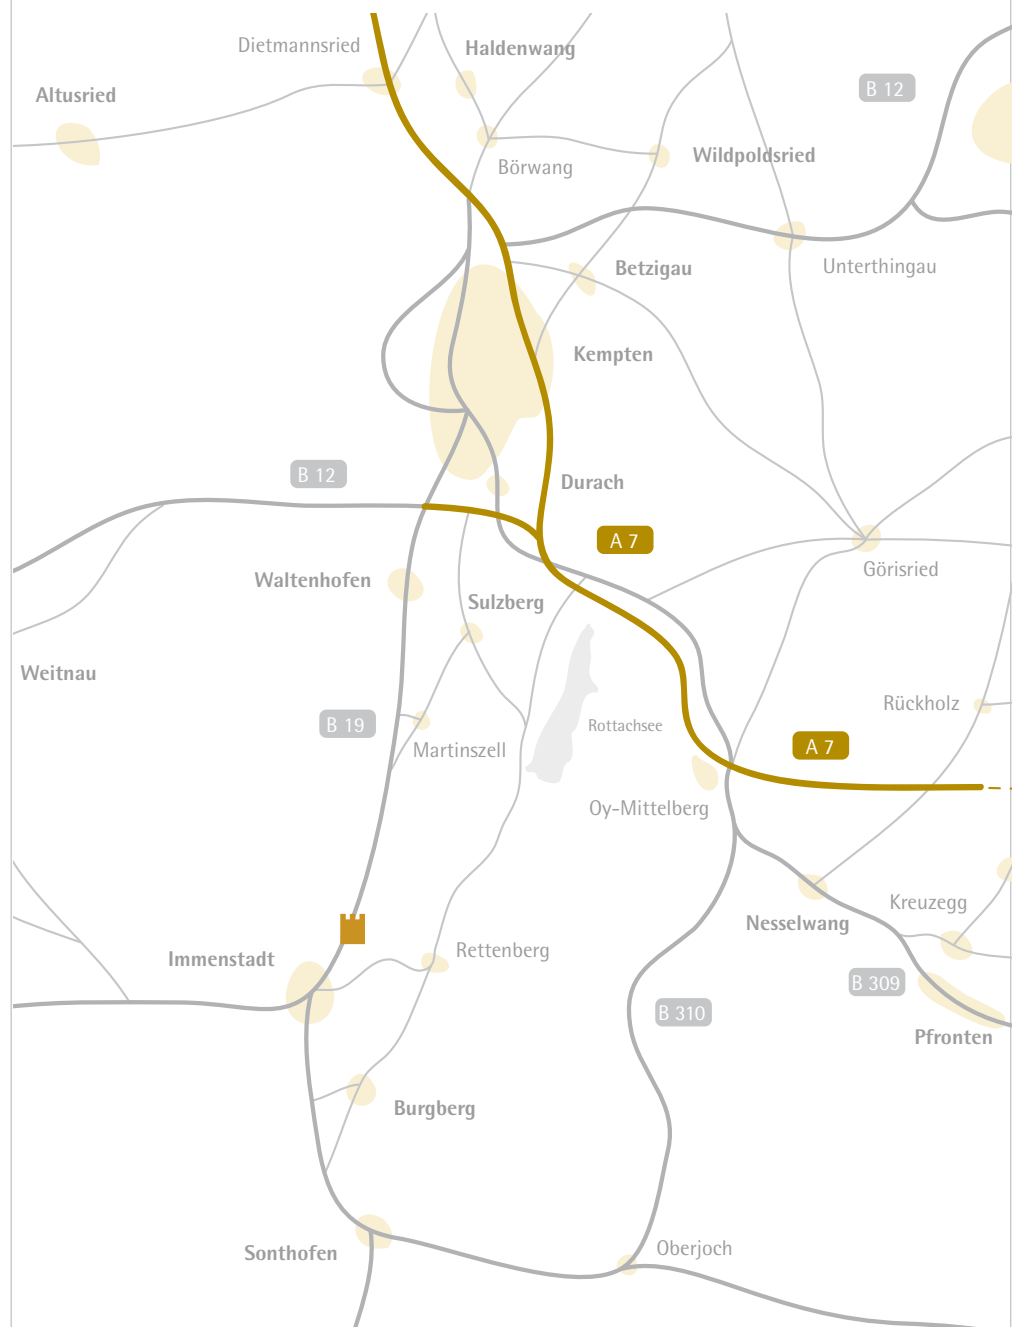 Dietmannsried
Haldenwang
Altusried
B 12
Börwang
Wildpoldsried
Betzigau
Unterthingau
Kempten
B 12
Durach
A 7
Görisried
Waltenhofen
Sulzberg
Weitnau
B 19
Martinszell
Rottachsee
Rückholz
A 7
Oy-Mittelberg
Nesselwang
Kreuzegg
Immenstadt
Rettenberg
B 309
B 310
Pfronten
Burgberg
Sonthofen
Oberjoch